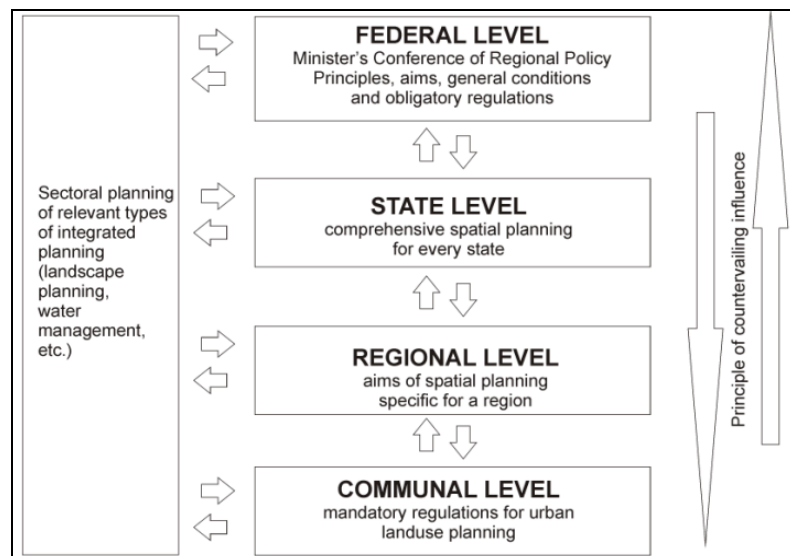 FEDERAL LEVEL
Minister's Conference of Regional Policy
Principles, aims, general conditions
and obligatory regulations
Sectoral planning
of relevant types
of integrated
planning
(landscape
planning,
water
management,
etc.)
STATE LEVEL
comprehensive spatial planning
for every state
REGIONAL LEVEL
aims of spatial planning
specific for a region
COMMUNAL LEVEL
mandatory regulations for urban
landuse planning
Principle of countervailing influence